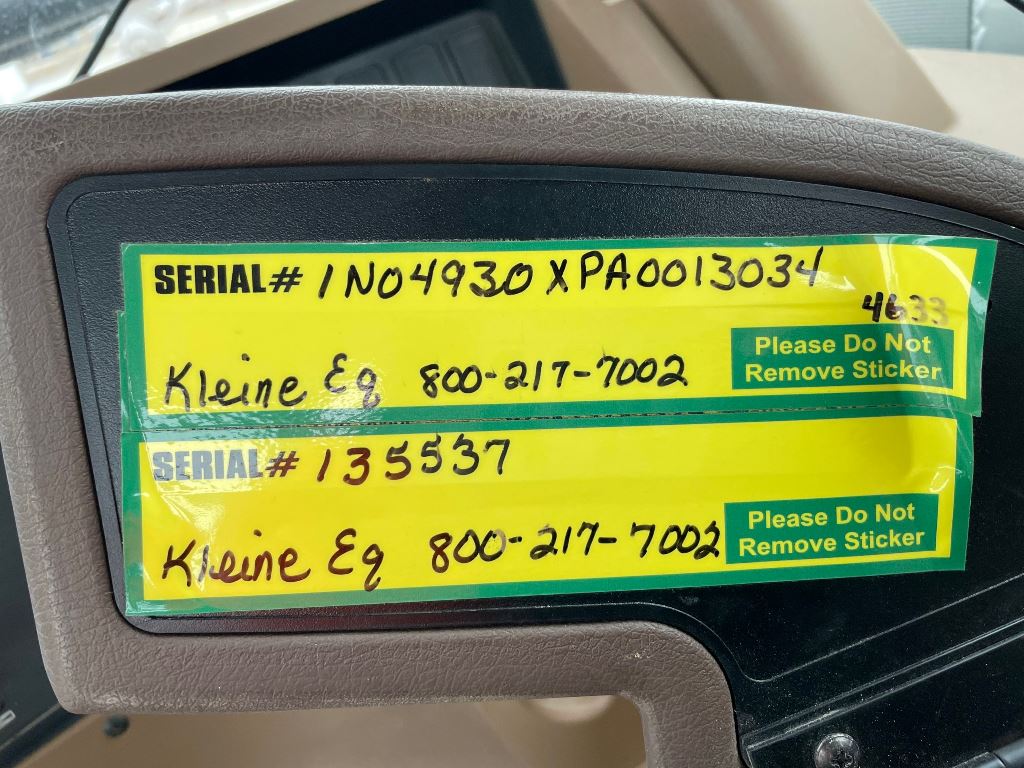 SERIAL# 1N04930XPA0013034
4633
Please Do Not
Remove Sticker
Kleine Eq 800-217-7002
SERIAL# 135537
Please Do Not
Remove Sticker
Kleine Eq 800-217-7002